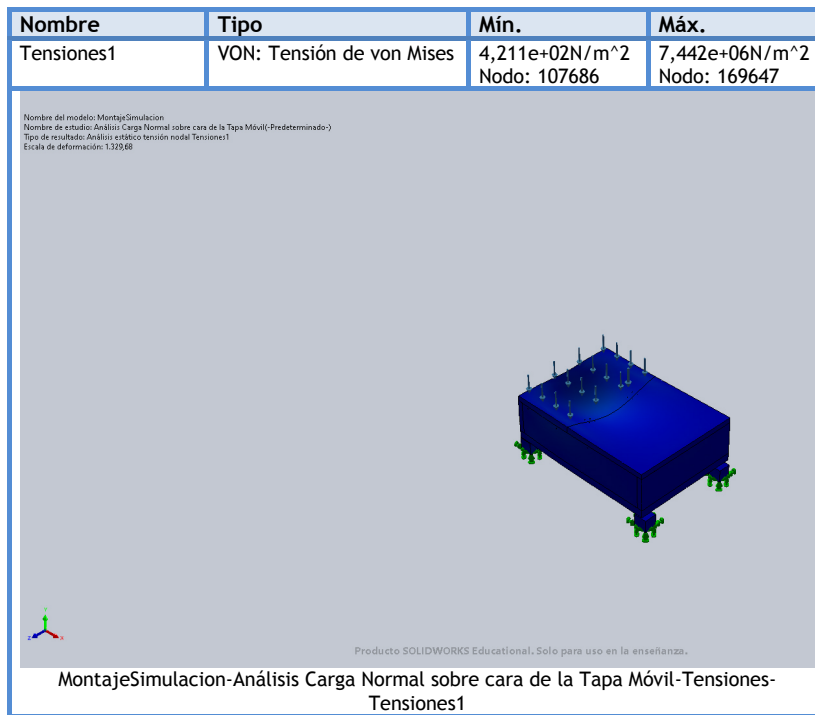 Nombre Tipo Mín. Máx.
Tensiones1 VON: Tensión de von Mises 4,211e+02N/m^2 7,442e+06N/m^2
Nodo: 107686 Nodo: 169647
Nombre del modelo: MontajeSimulacion
Nombre de estudio: Análisis Carga Normal sobre cara de la Tapa Móvil(-Predeterminado-)
Tipo de resultado: Análisis estático tensión nodal Tensiones1
Escala de deformación: 1.329,68
Y
Z X
Producto SOLIDWORKS Educational. Solo para uso en la enseñanza.
MontajeSimulacion-Análisis Carga Normal sobre cara de la Tapa Móvil-Tensiones-
Tensiones1